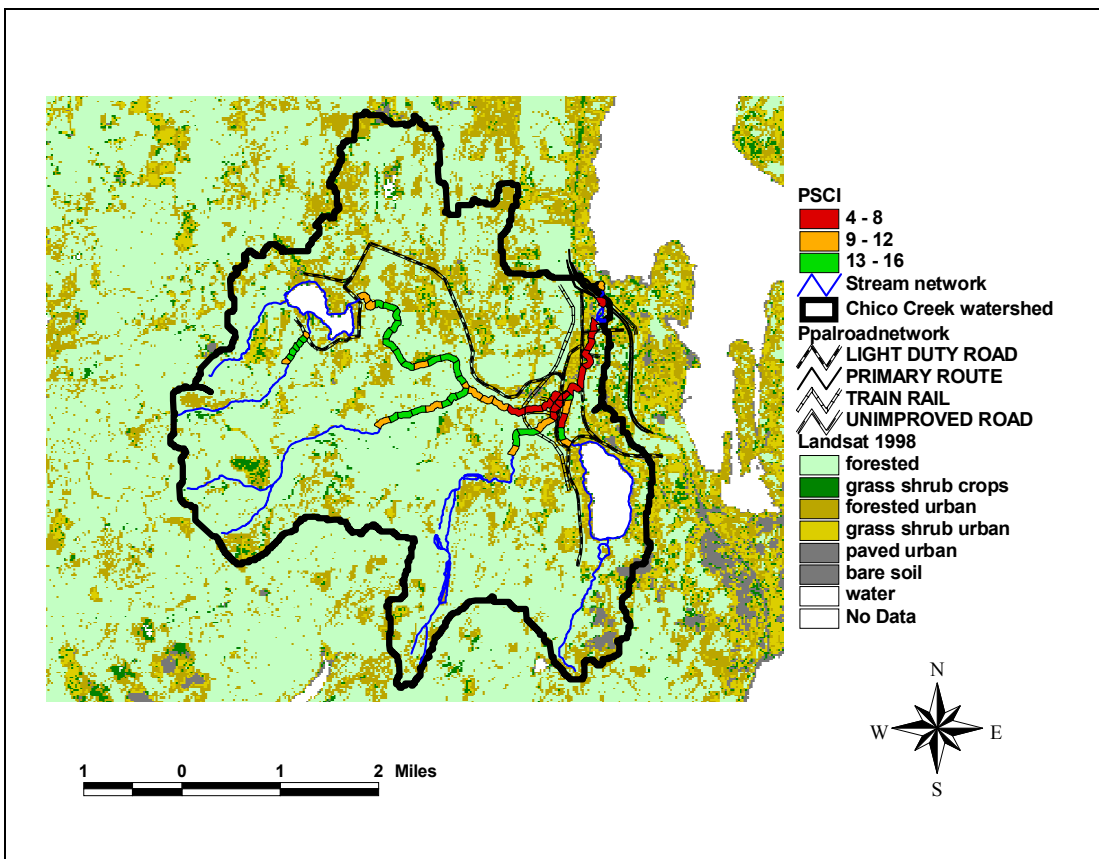 PSCI
4 - 8
9 - 12
13 - 16
Stream network
Chico Creek watershed
Ppalroadnetwork
LIGHT DUTY ROAD
PRIMARY ROUTE
TRAIN RAIL
UNIMPROVED ROAD
Landsat 1998
forested
grass shrub crops
forested urban
grass shrub urban
paved urban
bare soil
water
No Data
N
W E
S
1 0 1 2 Miles